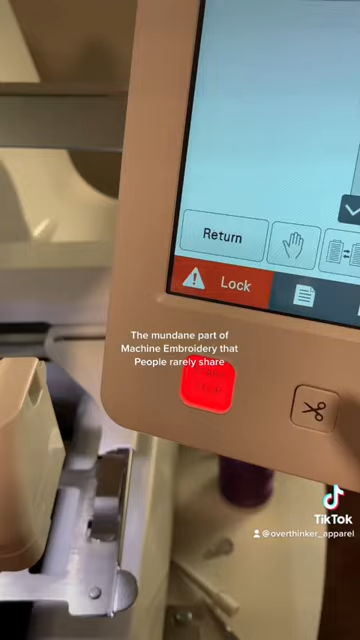 Return
Lock
The mundane part of
Machine Embroidery that
People rarely share
TikTok
@overthinker_apparel